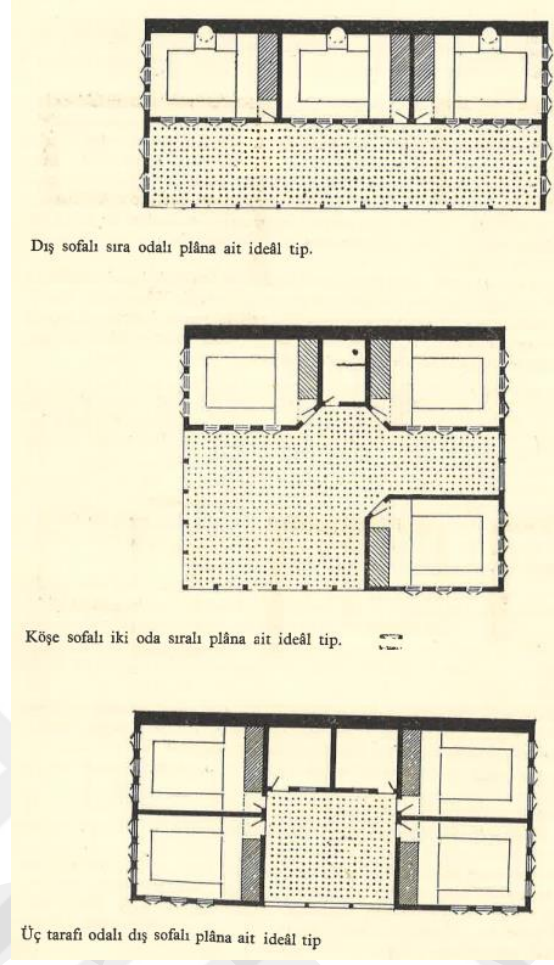 Dış sofalı sıra odalı plâna ait ideâl tip.
Köşe sofalı iki oda sıralı plâna ait ideâl tip.
Üç tarafı odalı dış sofalı plâna ait ideâl tip